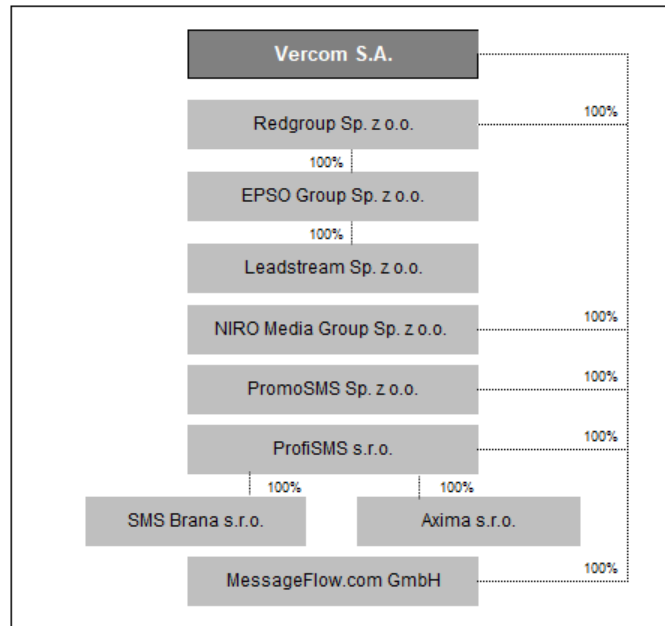 Vercom S.A.
Redgroup Sp. z o.o.
100%
100%
EPSO Group Sp. z o.o.
100%
Leadstream Sp. z o.o.
NIRO Media Group Sp. z o.o.
100%
PromoSMS Sp. z o.o.
100%
ProfiSMS s.r.o.
100%
100%
100%
SMS Brana s.r.o.
Axima s.r.o.
MessageFlow.com GmbH
100%